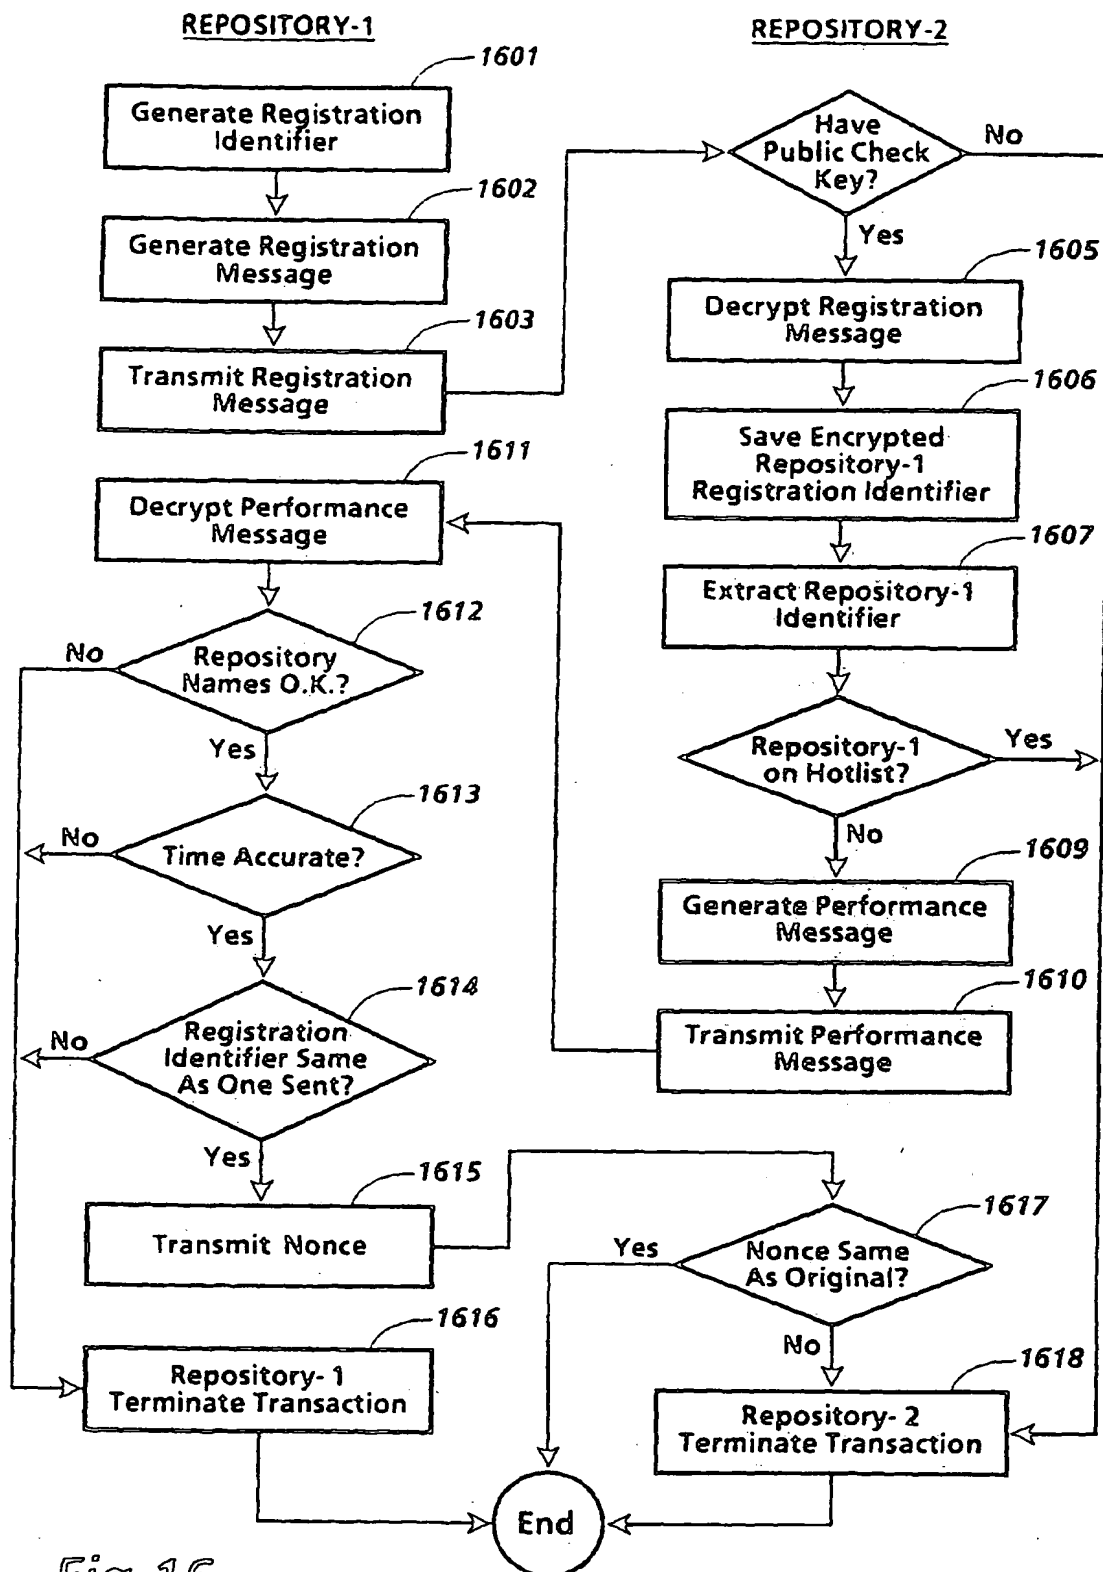 REPOSITORY-1
1601
Generate Registration
Identifier
1602
Generate Registration
Message
1603
Transmit Registration
Message
1611
Decrypt Performance
Message
1612
Repository
Names O.K.?
No
Yes
1613
Time Accurate?
No
Yes
1614
Registration
Identifier Same
As One Sent?
No
Yes
1615
Transmit Nonce
1616
Repository- 1
Terminate Transaction
REPOSITORY-2
Have
Public Check
Key?
No
Yes
1605
Decrypt Registration
Message
1606
Save Encrypted
Repository-1
Registration Identifier
1607
Extract Repository-1
Identifier
Repository-1
on Hotlist?
Yes
No
1609
Generate Performance
Message
1610
Transmit Performance
Message
1617
Nonce Same
As Original?
Yes
No
1618
Repository- 2
Terminate Transaction
End